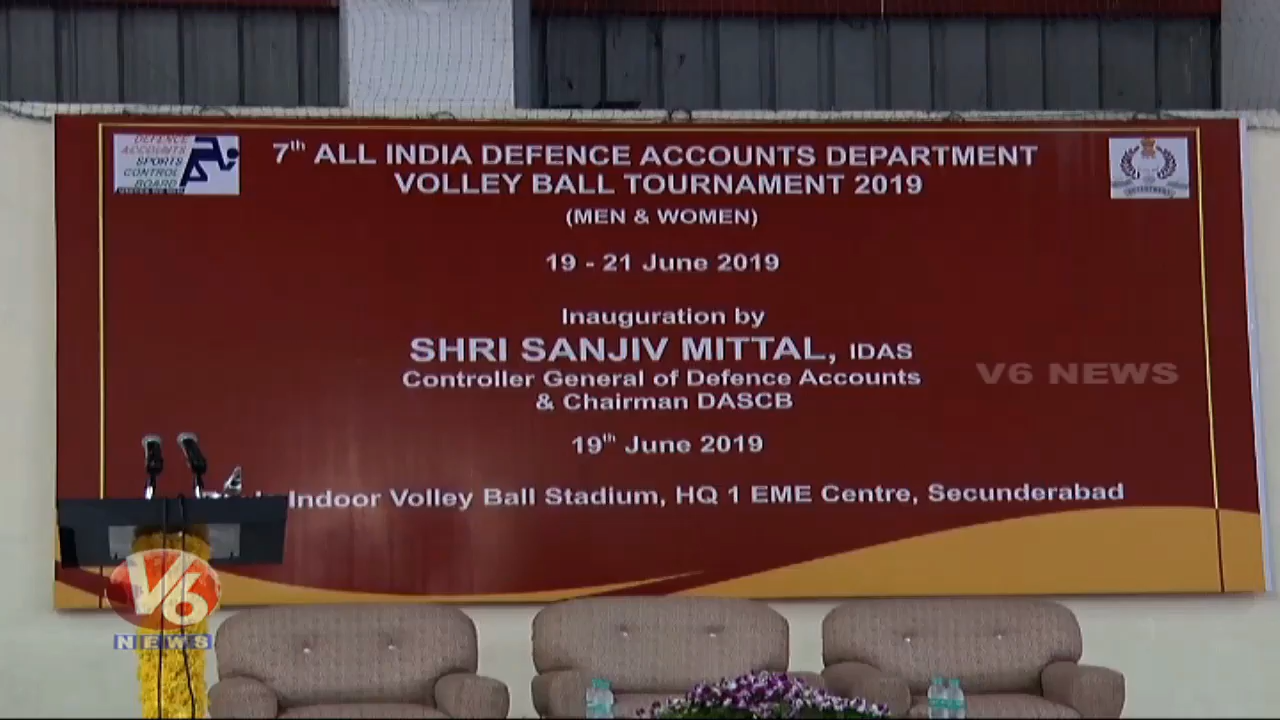 DEFENCE
ACCOUNTS
SPORTS
CONTROL
BOARD
7th ALL INDIA DEFENCE ACCOUNTS DEPARTMENT
VOLLEY BALL TOURNAMENT 2019
(MEN & WOMEN)
19 - 21 June 2019
Inauguration by
SHRI SANJIV MITTAL, IDAS
Controller General of Defence Accounts
& Chairman DASCB
19th June 2019
Indoor Volley Ball Stadium, HQ 1 EME Centre, Secunderabad
V6 NEWS
V6
NEWS